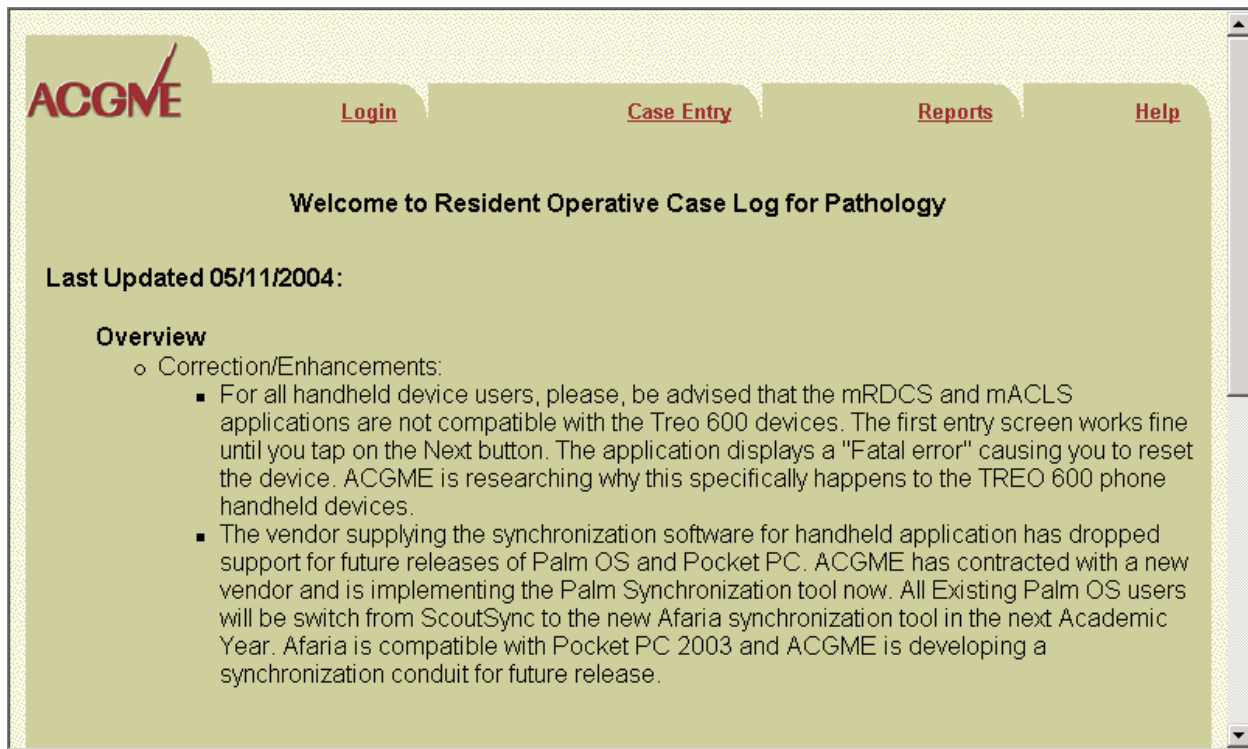 ACGME
Login Case Entry Reports Help
Welcome to Resident Operative Case Log for Pathology
Last Updated 05/11/2004:
Overview
Correction/Enhancements:
For all handheld device users, please, be advised that the mRDCS and mACLS
applications are not compatible with the Treo 600 devices. The first entry screen works fine
until you tap on the Next button. The application displays a "Fatal error" causing you to reset
the device. ACGME is researching why this specifically happens to the TREO 600 phone
handheld devices.
The vendor supplying the synchronization software for handheld application has dropped
support for future releases of Palm OS and Pocket PC. ACGME has contracted with a new
vendor and is implementing the Palm Synchronization tool now. All Existing Palm OS users
will be switch from ScoutSync to the new Afaria synchronization tool in the next Academic
Year. Afaria is compatible with Pocket PC 2003 and ACGME is developing a
synchronization conduit for future release.